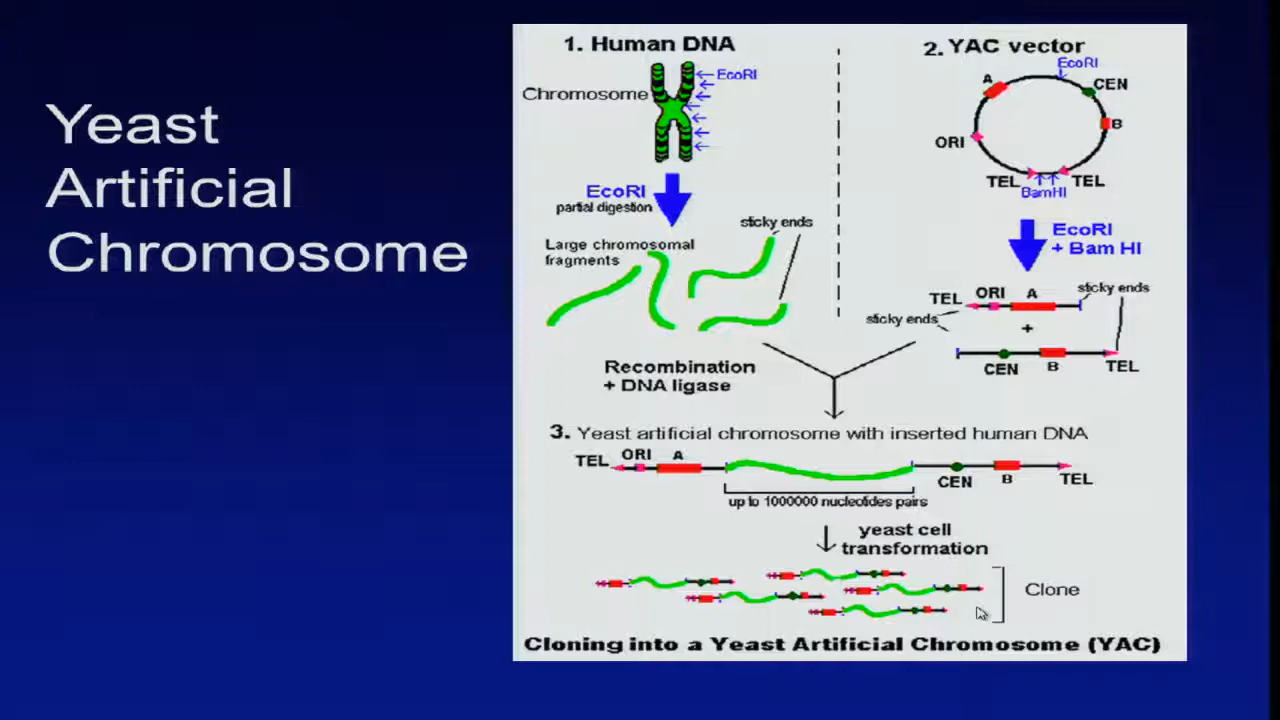 Yeast
Artificial
Chromosome
1. Human DNA
EcoRI
Chromosome
EcoRI
partial digestion
sticky ends
Large chromosomal
fragments
2. YAC vector
EcoRI
A
CEN
B
ORI
TEL
TEL
BamHI
EcoRI
+ Bam HI
sticky ends
TEL
ORI
A
sticky ends
+
CEN
B
TEL
Recombination
+ DNA ligase
3. Yeast artificial chromosome with inserted human DNA
TEL
ORI
A
CEN
B
TEL
up to 1000000 nucleotides pairs
yeast cell
transformation
Clone
Cloning into a Yeast Artificial Chromosome (YAC)